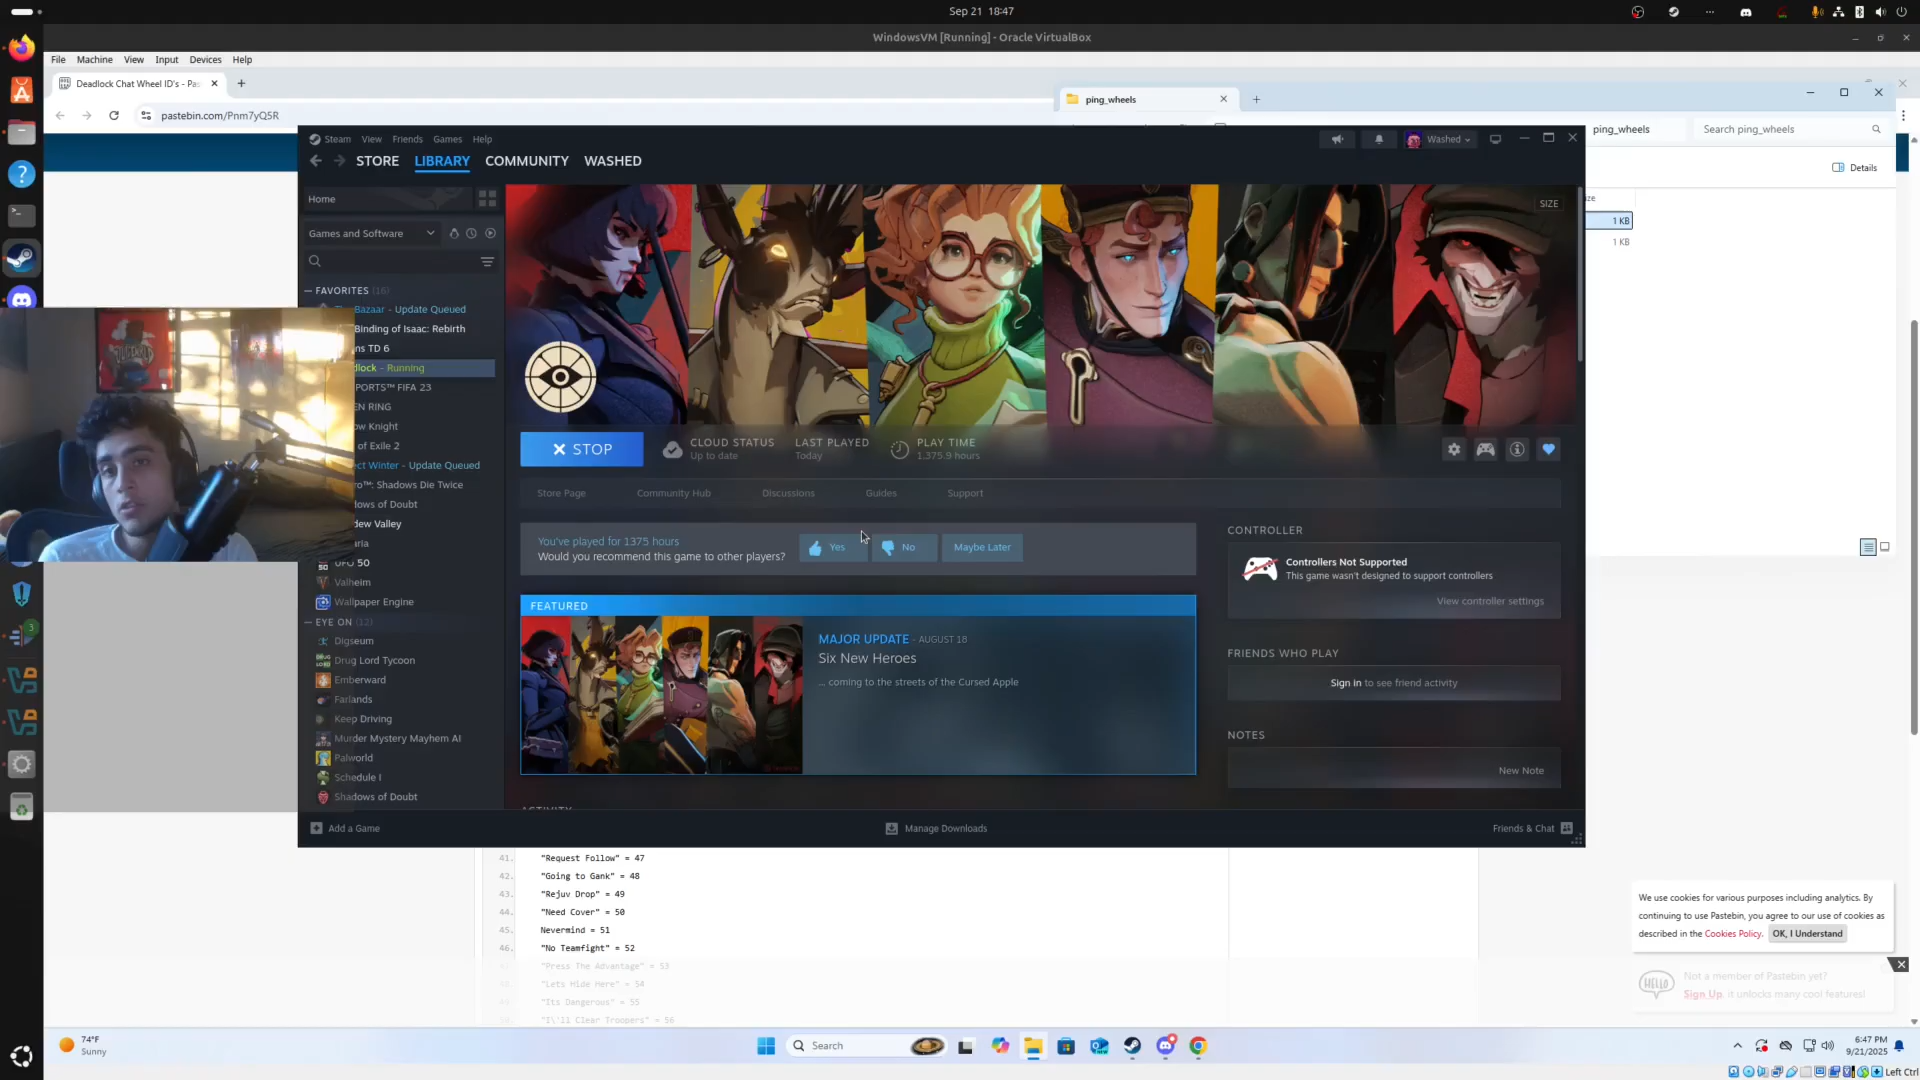 Sep 21 18:47
WindowsVM [Running] - Oracle VirtualBox
File Machine View Input Devices Help
Deadlock Chat Wheel ID's - Pas
pastebin.com/Pnm7yQ5R
ping_wheels
ping_wheels
Search ping_wheels
Details
1 KB
1 KB
Steam View Friends Games Help
Washed
STORE LIBRARY COMMUNITY WASHED
Home
Games and Software
SIZE
FAVORITES (16)
Bazaar - Update Queued
Binding of Isaac: Rebirth
TD 6
- Running
FIFA 23
RING
Knight
of Exile 2
Winter - Update Queued
Shadows Die Twice
of Doubt
Valley
UFO 50
Valheim
Wallpaper Engine
EYE ON (12)
Digseum
Drug Lord Tycoon
Emberward
Farlands
Keep Driving
Murder Mystery Mayhem AI
Palworld
Schedule I
Shadows of Doubt
STOP
CLOUD STATUS
Up to date
LAST PLAYED
Today
PLAY TIME
1,375.9 hours
Store Page Community Hub Discussions Guides Support
You've played for 1375 hours
Would you recommend this game to other players?
Yes
No
Maybe Later
FEATURED
MAJOR UPDATE - AUGUST 18
Six New Heroes
... coming to the streets of the Cursed Apple
CONTROLLER
Controllers Not Supported
This game wasn't designed to support controllers
View controller settings
FRIENDS WHO PLAY
Sign in to see friend activity
NOTES
New Note
Add a Game
Manage Downloads
Friends & Chat
41. "Request Follow" = 47
42. "Going to Gank" = 48
43. "Rejuv Drop" = 49
44. "Need Cover" = 50
45. Nevermind = 51
46. "No Teamfight" = 52
"Press The Advantage" = 53
"Lets Hide Here" = 54
"Its Dangerous" = 55
"I\'ll Clear Troopers" = 56
We use cookies for various purposes including analytics. By
continuing to use Pastebin, you agree to our use of cookies as
described in the Cookies Policy. OK, I Understand
HELLO
Not a member of Pastebin yet?
Sign Up, it unlocks many cool features!
74°F
Sunny
Search
6:47 PM
9/21/2025
Left Ctrl